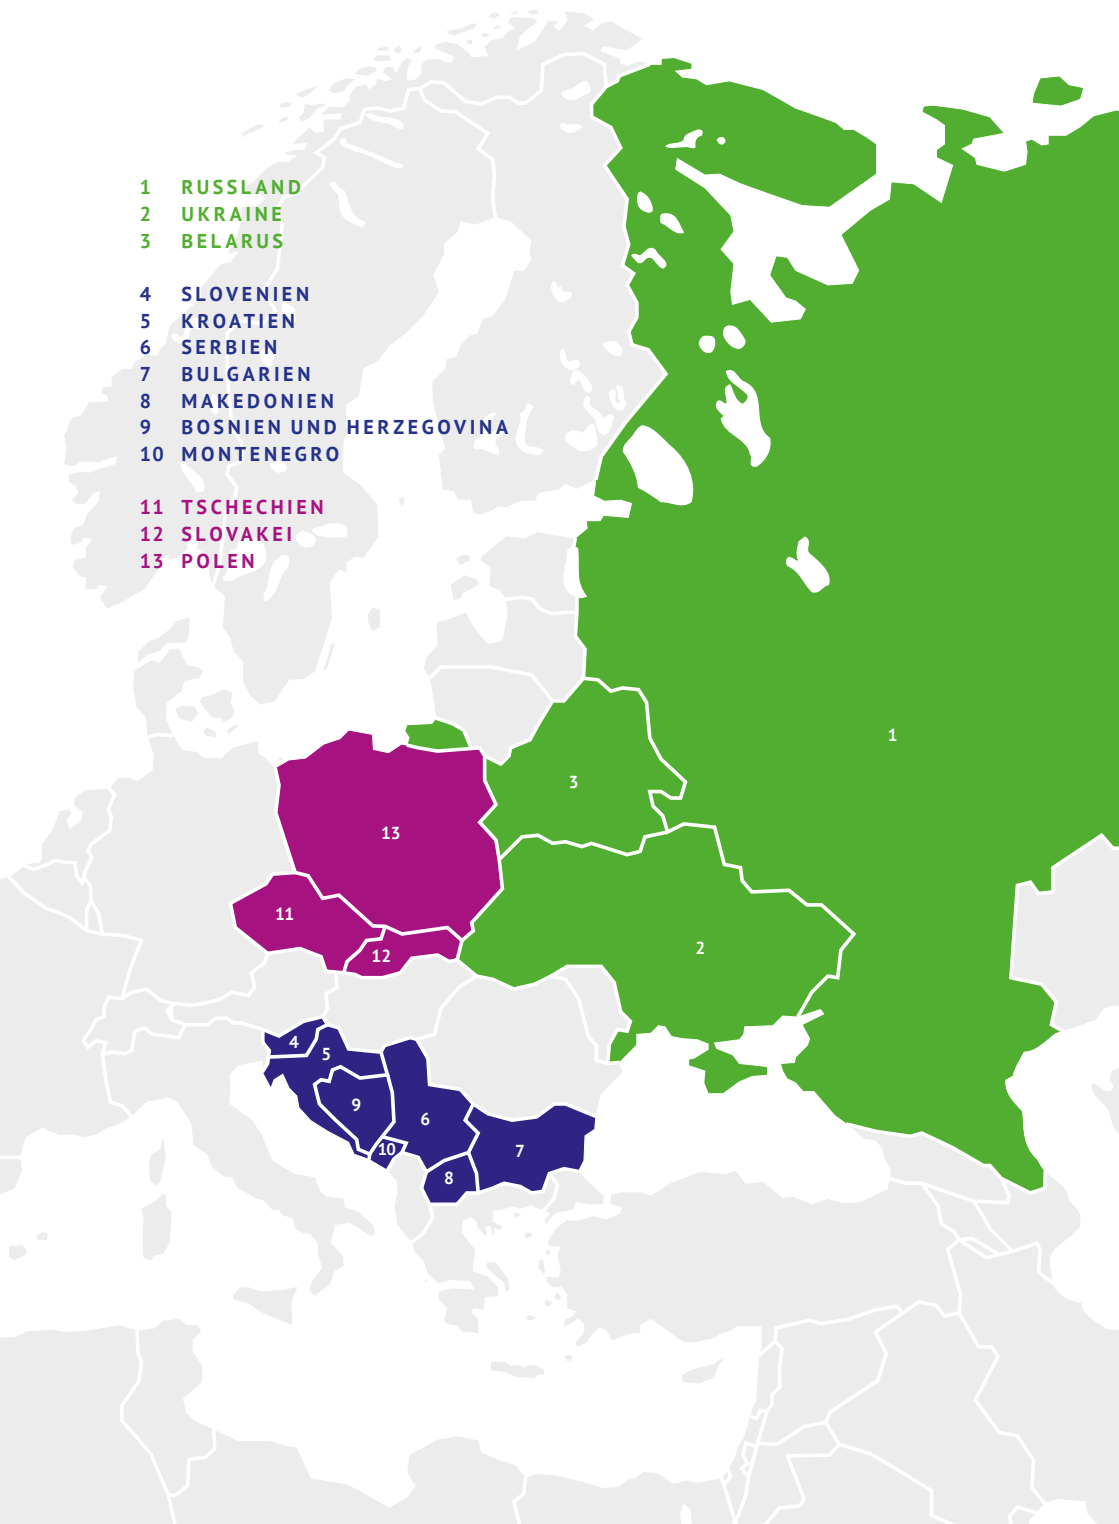 1 RUSSLAND
2 UKRAINE
3 BELARUS
4 SLOVENIEN
5 KROATIEN
6 SERBIEN
7 BULGARIEN
8 MAKEDONIEN
9 BOSNIEN UND HERZEGOVINA
10 MONTENEGRO
11 TSCHECHIEN
12 SLOVAKEI
13 POLEN
1
3
13
11
2
12
4
5
9
6
10
7
8